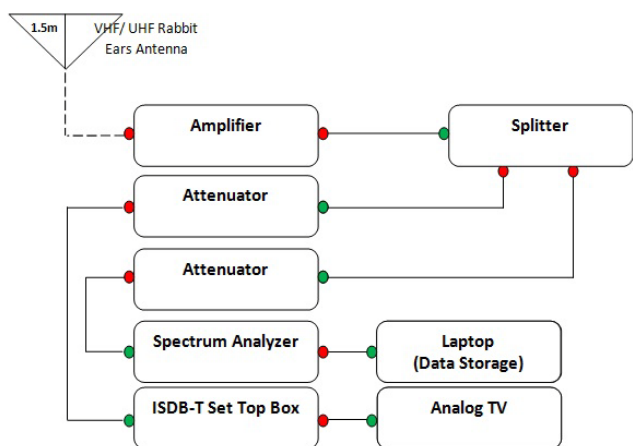 1.5m
VHF/ UHF Rabbit
Ears Antenna
Amplifier
Splitter
Attenuator
Attenuator
Spectrum Analyzer
Laptop
(Data Storage)
ISDB-T Set Top Box
Analog TV